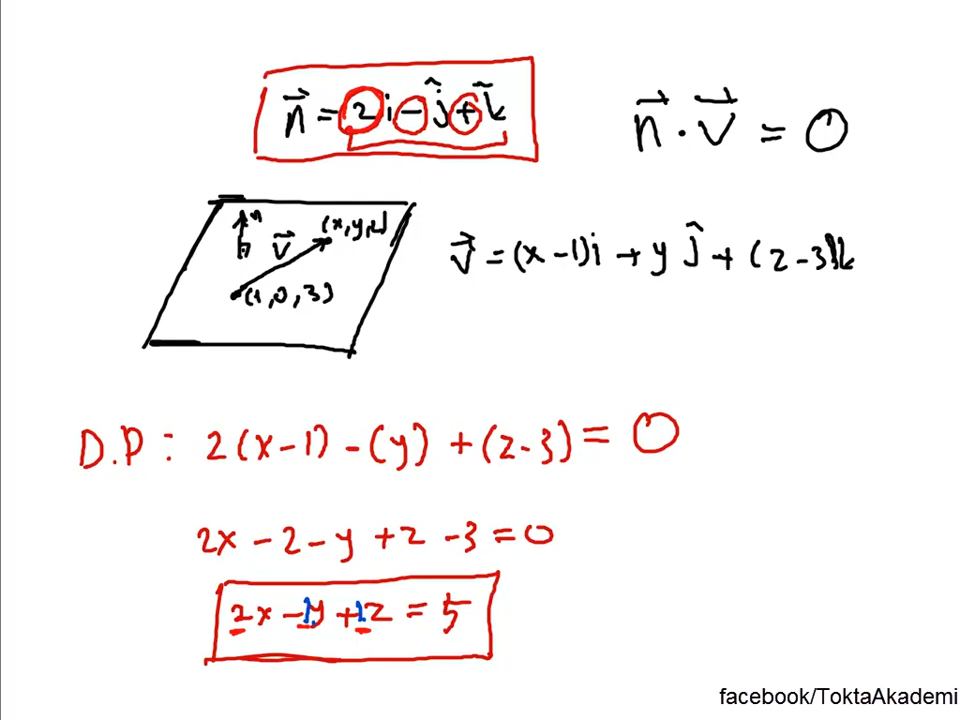 n⃗ = 2i - ĵ + k̂
n⃗ · v⃗ = 0
n v⃗ (x,y,z)
(1,0,3)
v⃗ = (x-1)i + y ĵ + (z-3)k
D.P: 2(x-1) - (y) + (z-3) = 0
2x - 2 - y + z - 3 = 0
2x - 1y + 1z = 5
facebook/ToktaAkademi